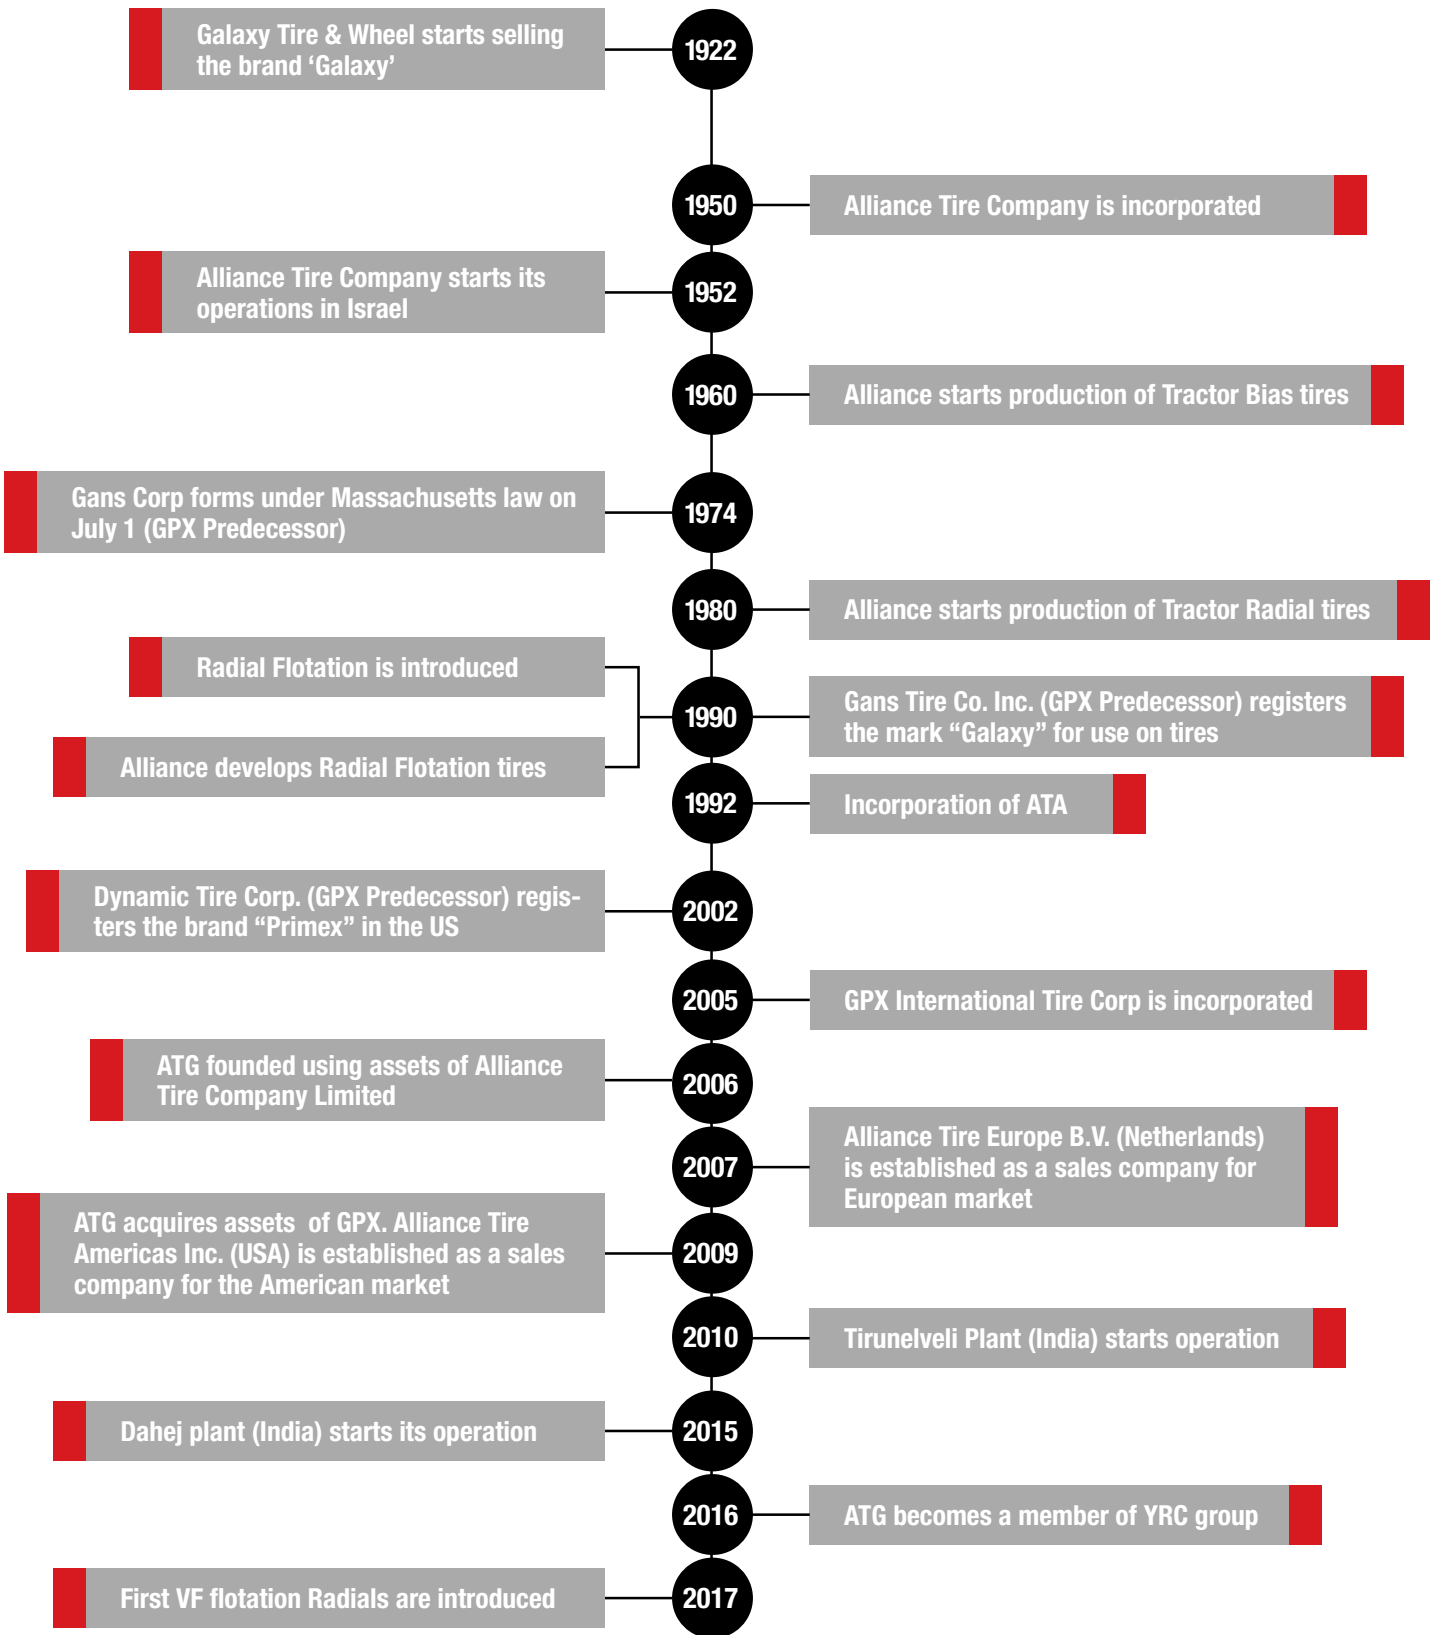 Galaxy Tire & Wheel starts selling
the brand ‘Galaxy’
1922
1950
Alliance Tire Company is incorporated
Alliance Tire Company starts its
operations in Israel
1952
1960
Alliance starts production of Tractor Bias tires
Gans Corp forms under Massachusetts law on
July 1 (GPX Predecessor)
1974
1980
Alliance starts production of Tractor Radial tires
Radial Flotation is introduced
Alliance develops Radial Flotation tires
1990
Gans Tire Co. Inc. (GPX Predecessor) registers
the mark “Galaxy” for use on tires
1992
Incorporation of ATA
Dynamic Tire Corp. (GPX Predecessor) regis-
ters the brand “Primex” in the US
2002
2005
GPX International Tire Corp is incorporated
ATG founded using assets of Alliance
Tire Company Limited
2006
2007
Alliance Tire Europe B.V. (Netherlands)
is established as a sales company for
European market
ATG acquires assets of GPX. Alliance Tire
Americas Inc. (USA) is established as a sales
company for the American market
2009
2010
Tirunelveli Plant (India) starts operation
Dahej plant (India) starts its operation
2015
2016
ATG becomes a member of YRC group
First VF flotation Radials are introduced
2017